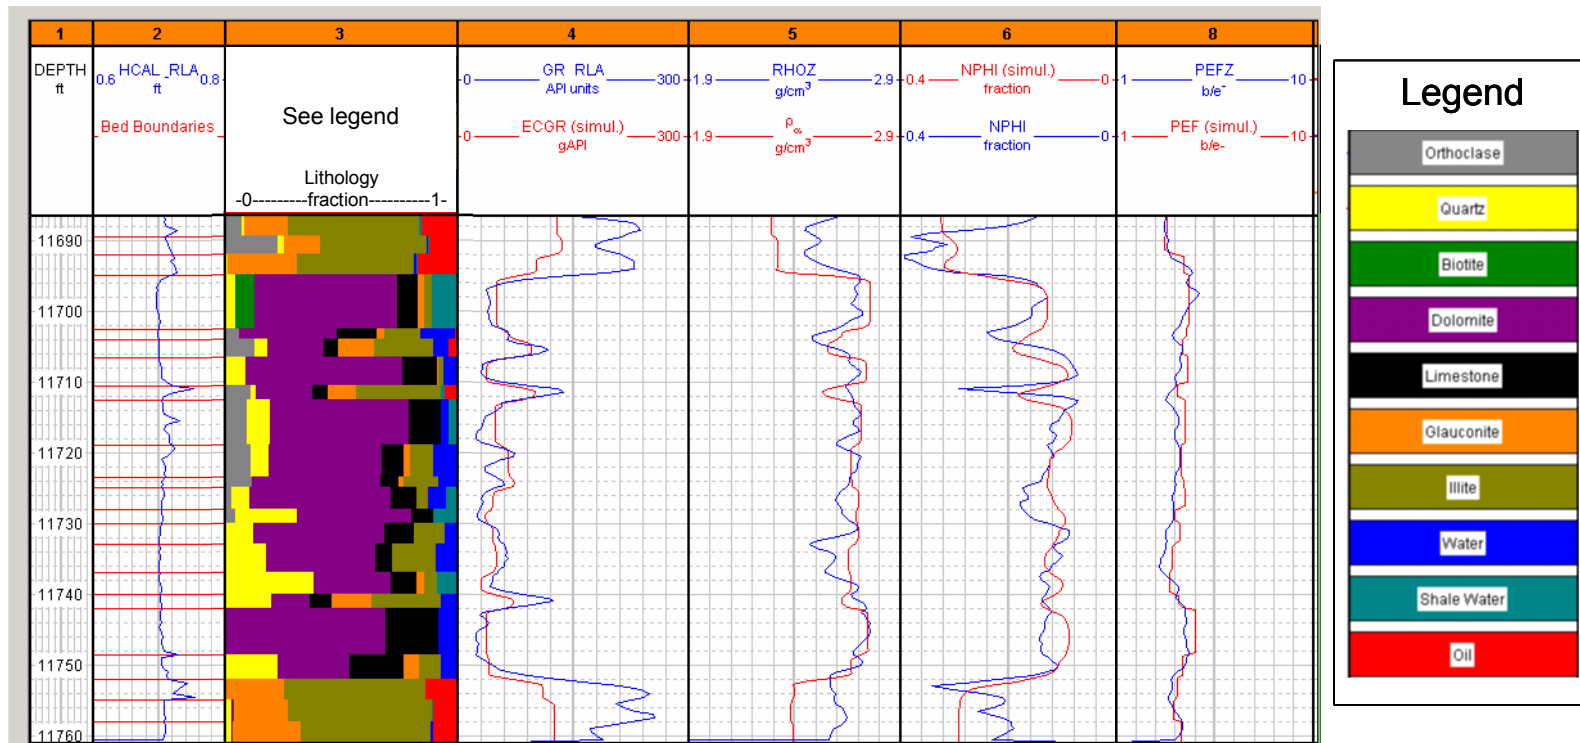 1 2 3 4 5 6 8
DEPTH
ft
0.6 HCAL_RLA 0.8
ft
Bed Boundaries
See legend
Lithology
-0---------fraction----------1-
0 GR RLA 300
API units
0 ECGR (simul.) 300
gAPI
1.9 RHOZ 2.9
g/cm³
1.9 ρα 2.9
g/cm³
0.4 NPHI (simul.) 0
fraction
0.4 NPHI 0
fraction
1 PEFZ 10
b/e-
1 PEF (simul.) 10
b/e-
11690
11700
11710
11720
11730
11740
11750
11760
Legend
Orthoclase
Quartz
Biotite
Dolomite
Limestone
Glauconite
Illite
Water
Shale Water
Oil